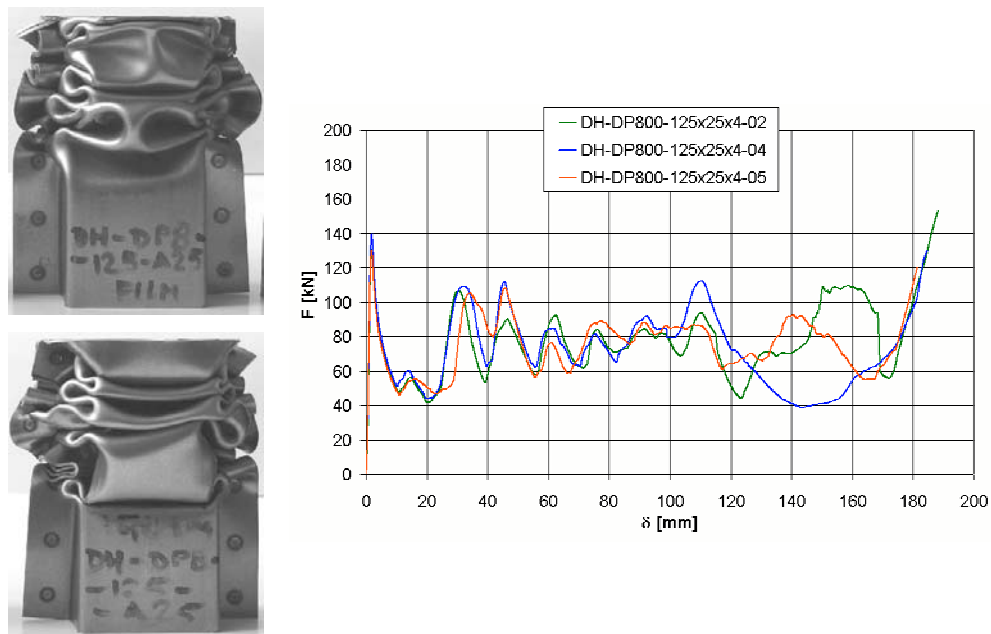 DH-DP8-
-125-A25
FILM
DH-DP8-
-125-
-A25
DH-DP800-125x25x4-02
DH-DP800-125x25x4-04
DH-DP800-125x25x4-05
F [kN]
200
180
160
140
120
100
80
60
40
20
0
0 20 40 60 80 100 120 140 160 180 200
δ [mm]